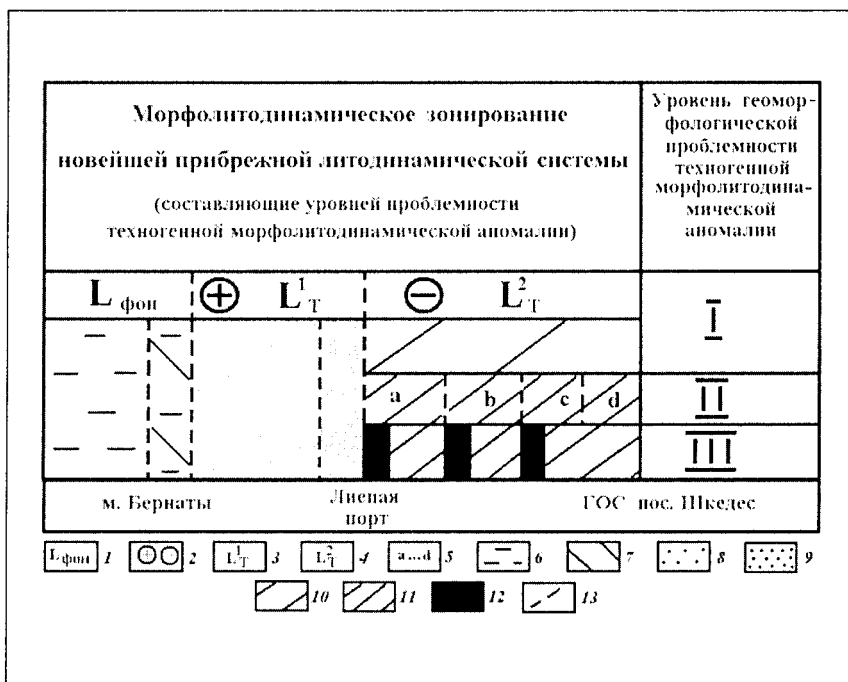 Морфолитодинамическое зонирование
новейшей прибрежной литодинамической системы
(составляющие уровней проблемности
техногенной морфолитодинамической аномалии)
Уровень геомор-
фологической
проблемности
техногенной
морфолитодина-
мической
аномалии
L фон
+ L¹T
− L²T
I
a b c d
II
III
м. Бернаты
Лиепая
порт
ГОС пос. Шкедес
Lфон 1 2 L¹T 3 L²T 4 a...d 5 6 7 8 9
10 11 12 13